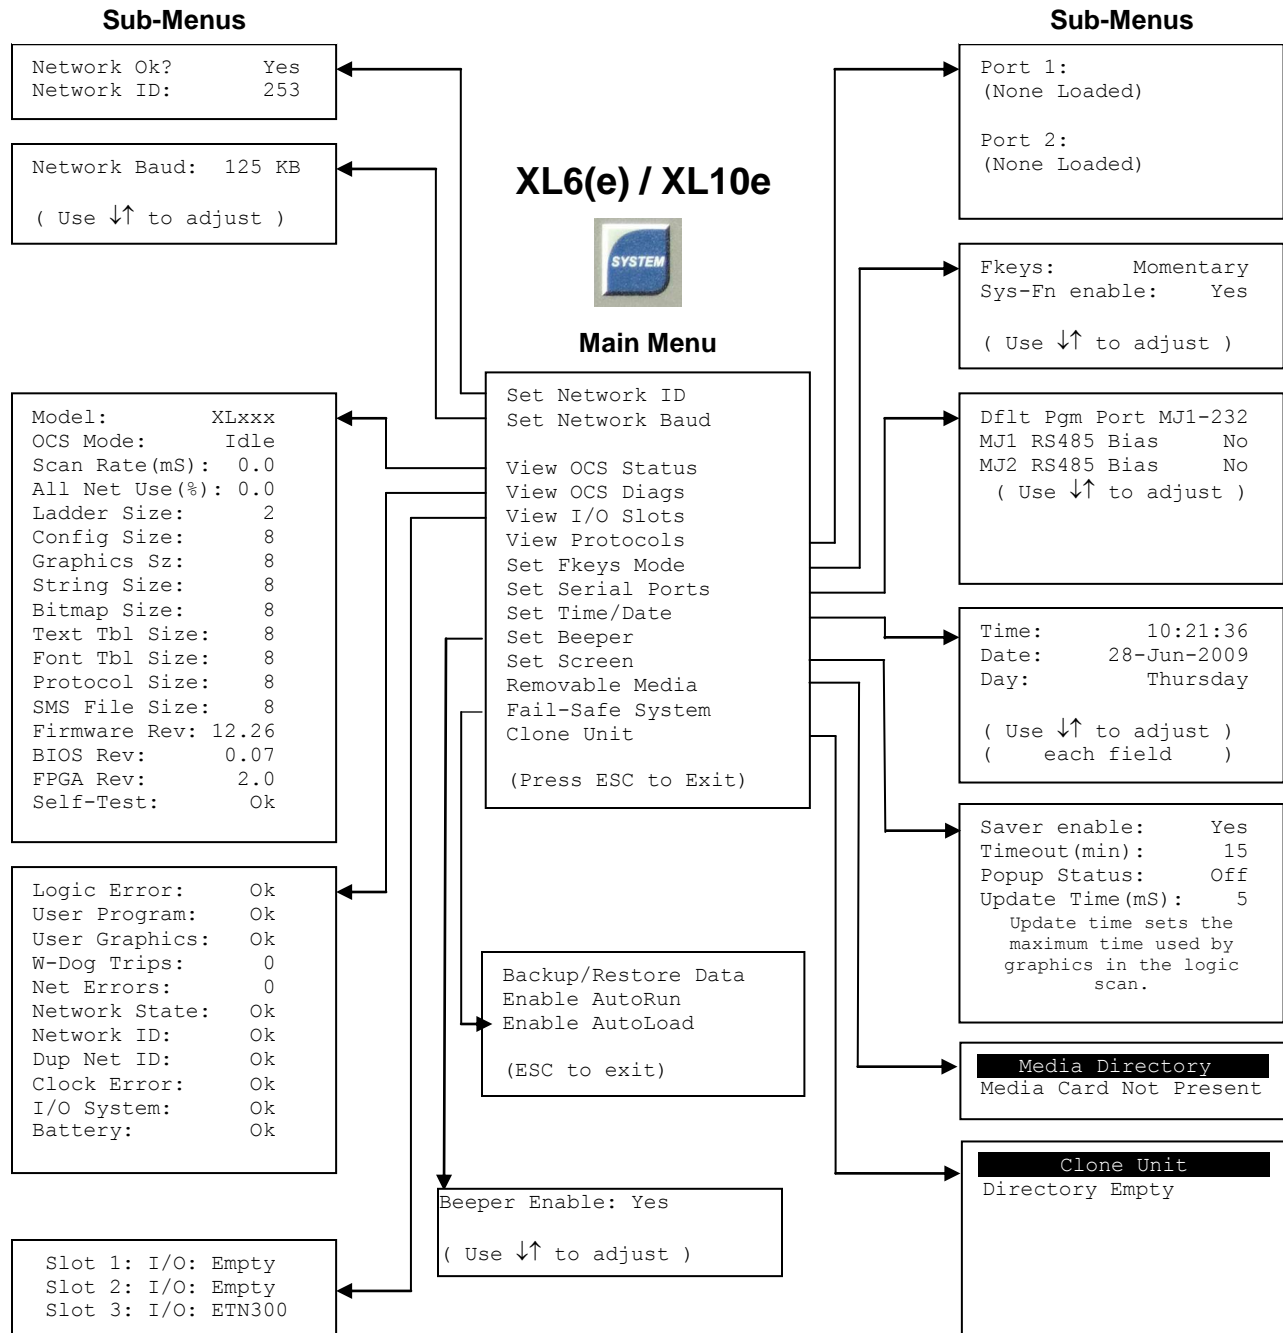 Sub-Menus
Network Ok? Yes
Network ID: 253
Network Baud: 125 KB
( Use ↓↑ to adjust )
Model: XLxxx
OCS Mode: Idle
Scan Rate(mS): 0.0
All Net Use(%): 0.0
Ladder Size: 2
Config Size: 8
Graphics Sz: 8
String Size: 8
Bitmap Size: 8
Text Tbl Size: 8
Font Tbl Size: 8
Protocol Size: 8
SMS File Size: 8
Firmware Rev: 12.26
BIOS Rev: 0.07
FPGA Rev: 2.0
Self-Test: Ok
Logic Error: Ok
User Program: Ok
User Graphics: Ok
W-Dog Trips: 0
Net Errors: 0
Network State: Ok
Network ID: Ok
Dup Net ID: Ok
Clock Error: Ok
I/O System: Ok
Battery: Ok
Slot 1: I/O: Empty
Slot 2: I/O: Empty
Slot 3: I/O: ETN300
XL6(e) / XL10e
SYSTEM
Main Menu
Set Network ID
Set Network Baud
View OCS Status
View OCS Diags
View I/O Slots
View Protocols
Set Fkeys Mode
Set Serial Ports
Set Time/Date
Set Beeper
Set Screen
Removable Media
Fail-Safe System
Clone Unit
(Press ESC to Exit)
Backup/Restore Data
Enable AutoRun
Enable AutoLoad
(ESC to exit)
Beeper Enable: Yes
( Use ↓↑ to adjust )
Sub-Menus
Port 1:
(None Loaded)
Port 2:
(None Loaded)
Fkeys: Momentary
Sys-Fn enable: Yes
( Use ↓↑ to adjust )
Dflt Pgm Port MJ1-232
MJ1 RS485 Bias No
MJ2 RS485 Bias No
( Use ↓↑ to adjust )
Time: 10:21:36
Date: 28-Jun-2009
Day: Thursday
( Use ↓↑ to adjust )
( each field )
Saver enable: Yes
Timeout(min): 15
Popup Status: Off
Update Time(mS): 5
Update time sets the
maximum time used by
graphics in the logic
scan.
Media Directory
Media Card Not Present
Clone Unit
Directory Empty